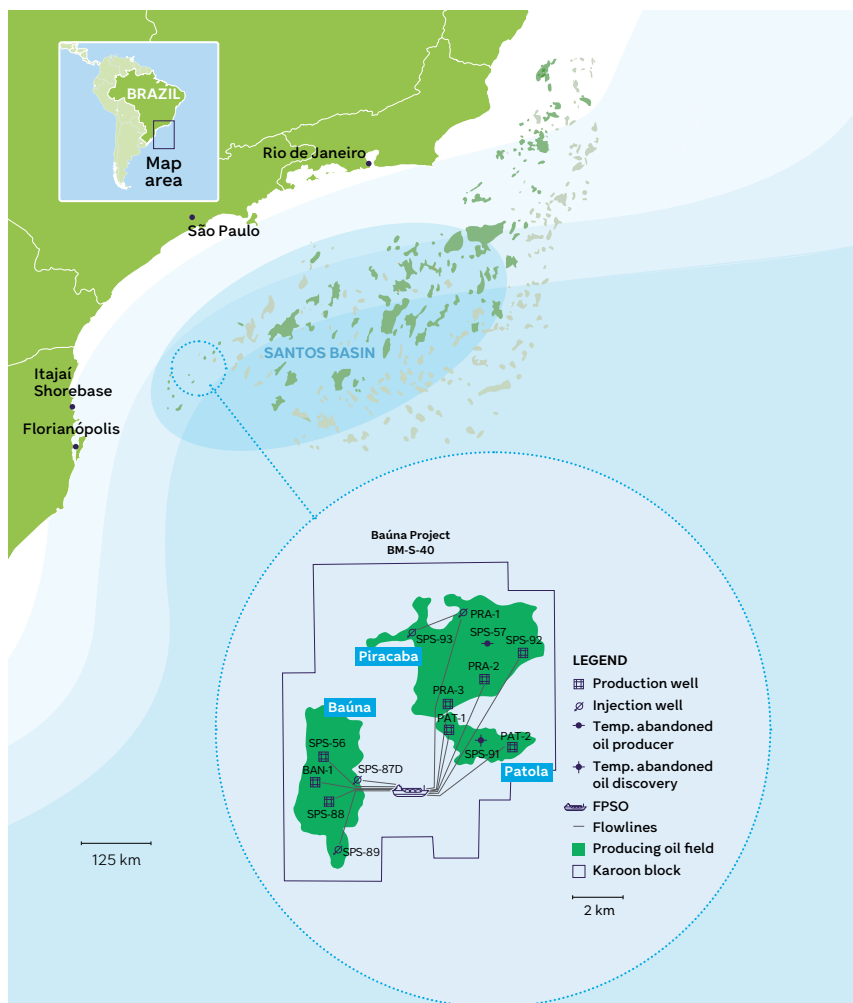 BRAZIL
Map
area
Rio de Janeiro
São Paulo
SANTOS BASIN
Itajaí
Shorebase
Florianópolis
Baúna Project
BM-S-40
PRA-1
SPS-57
SPS-93
SPS-92
Piracaba
PRA-2
PRA-3
Baúna
PAT-1
PAT-2
SPS-56
SPS-91
SPS-87D
BAN-1
Patola
SPS-88
SPS-89
LEGEND
Production well
Injection well
Temp. abandoned
oil producer
Temp. abandoned
oil discovery
FPSO
Flowlines
Producing oil field
Karoon block
125 km
2 km